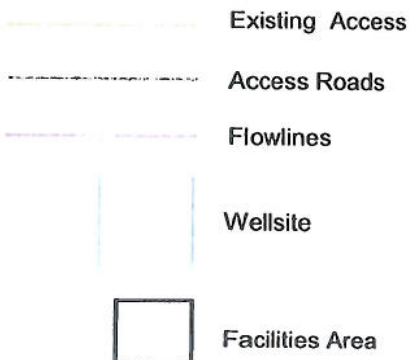 Existing Access
Access Roads
Flowlines
Wellsite
Facilities Area